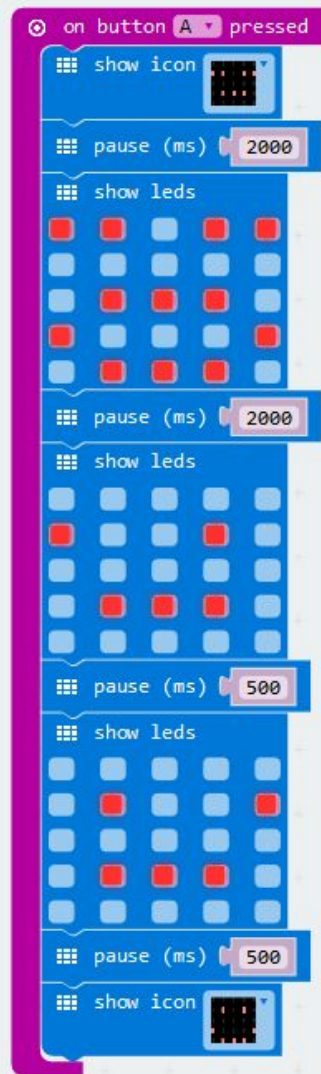 on button A pressed
show icon
pause (ms) 2000
show leds
pause (ms) 2000
show leds
pause (ms) 500
show leds
pause (ms) 500
show icon